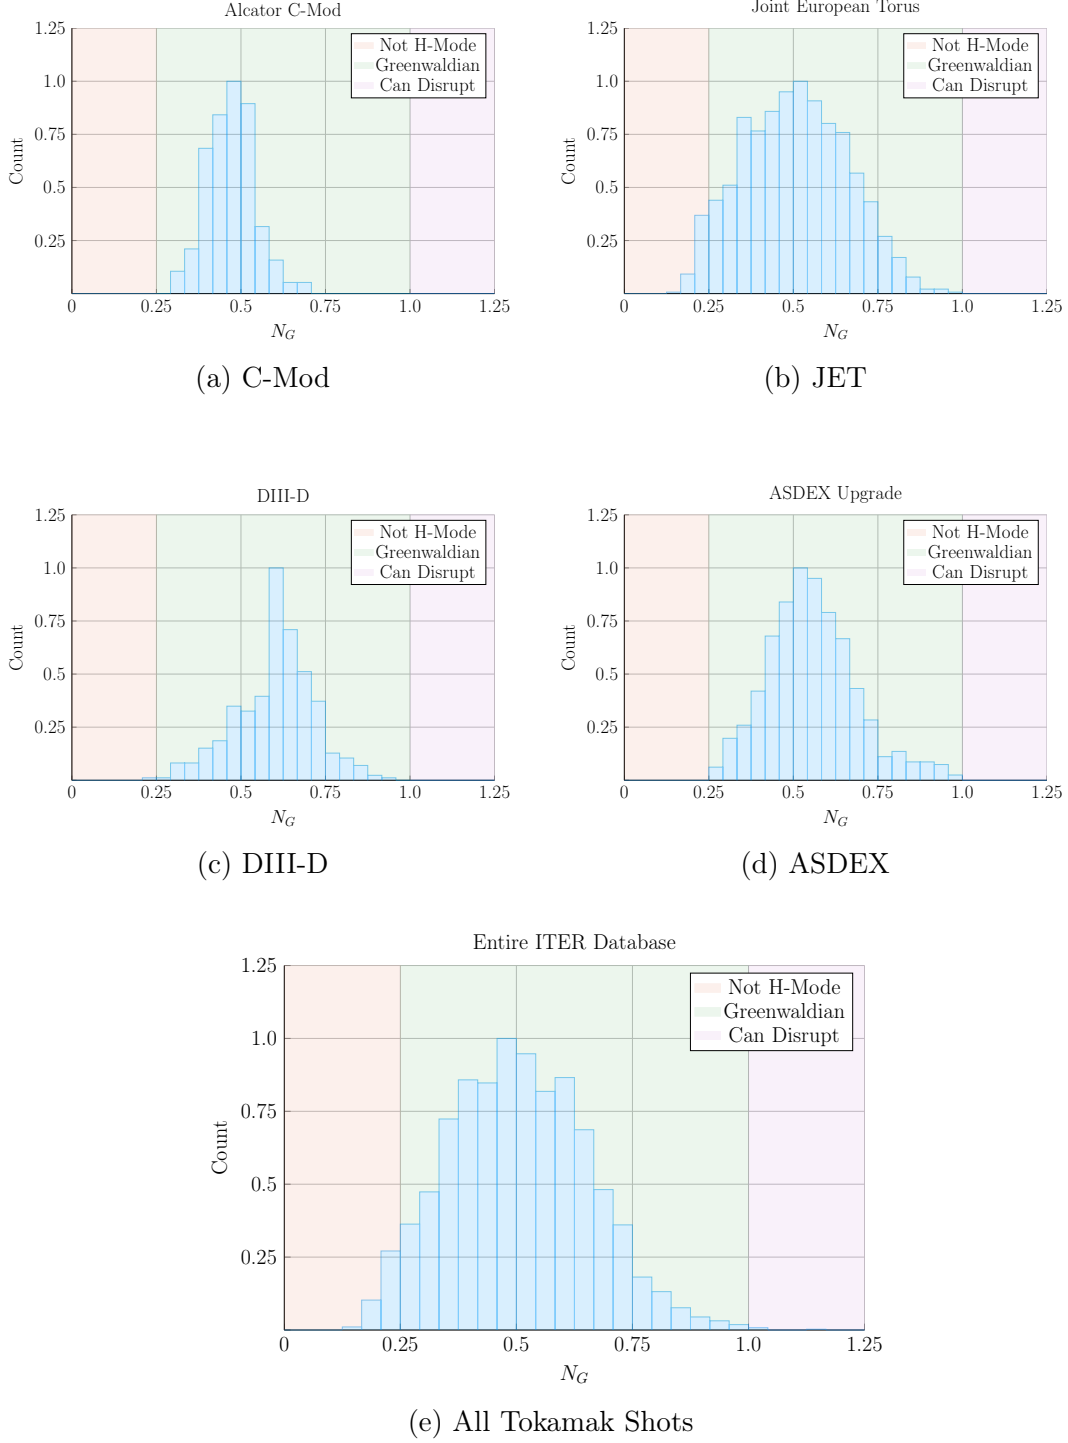 Alcator C-Mod
1.25
1.0
0.75
0.5
0.25
Count
Not H-Mode
Greenwaldian
Can Disrupt
0 0.25 0.5 0.75 1.0 1.25
N_G
(a) C-Mod
Joint European Torus
1.25
1.0
0.75
0.5
0.25
Count
Not H-Mode
Greenwaldian
Can Disrupt
0 0.25 0.5 0.75 1.0 1.25
N_G
(b) JET
DIII-D
1.25
1.0
0.75
0.5
0.25
Count
Not H-Mode
Greenwaldian
Can Disrupt
0 0.25 0.5 0.75 1.0 1.25
N_G
(c) DIII-D
ASDEX Upgrade
1.25
1.0
0.75
0.5
0.25
Count
Not H-Mode
Greenwaldian
Can Disrupt
0 0.25 0.5 0.75 1.0 1.25
N_G
(d) ASDEX
Entire ITER Database
1.25
1.0
0.75
0.5
0.25
Count
Not H-Mode
Greenwaldian
Can Disrupt
0 0.25 0.5 0.75 1.0 1.25
N_G
(e) All Tokamak Shots